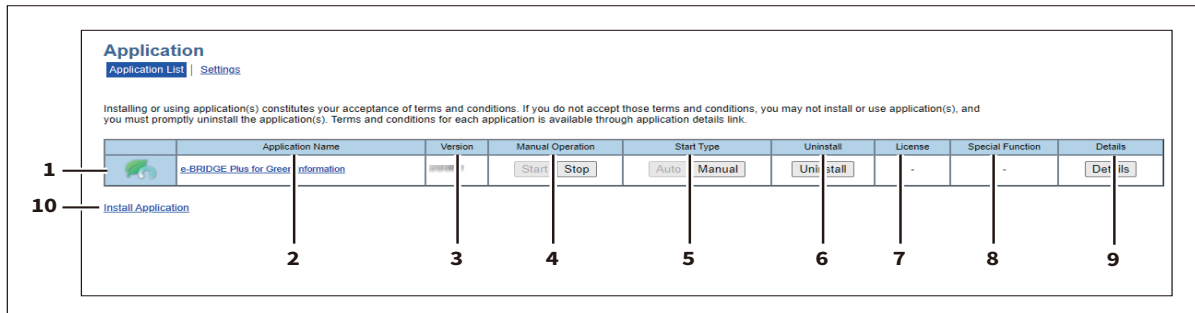 Application
Application List | Settings
Installing or using application(s) constitutes your acceptance of terms and conditions. If you do not accept those terms and conditions, you may not install or use application(s), and
you must promptly uninstall the application(s). Terms and conditions for each application is available through application details link.
Application Name Version Manual Operation Start Type Uninstall License Special Function Details
1 e-BRIDGE Plus for Green Information Start Stop Auto Manual Uninstall - - Details
10 Install Application
2 3 4 5 6 7 8 9